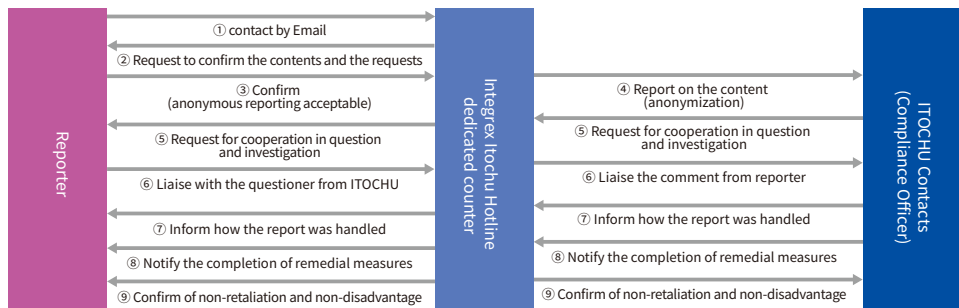 Reporter
① contact by Email
② Request to confirm the contents and the requests
③ Confirm
(anonymous reporting acceptable)
⑤ Request for cooperation in question
and investigation
⑥ Liaise with the questioner from ITOCHU
⑦ Inform how the report was handled
⑧ Notify the completion of remedial measures
⑨ Confirm of non-retaliation and non-disadvantage
Integrex Itochu Hotline
dedicated counter
④ Report on the content
(anonymization)
⑤ Request for cooperation in question
and investigation
⑥ Liaise the comment from reporter
⑦ Inform how the report was handled
⑧ Notify the completion of remedial measures
⑨ Confirm of non-retaliation and non-disadvantage
ITOCHU Contacts
(Compliance Officer)